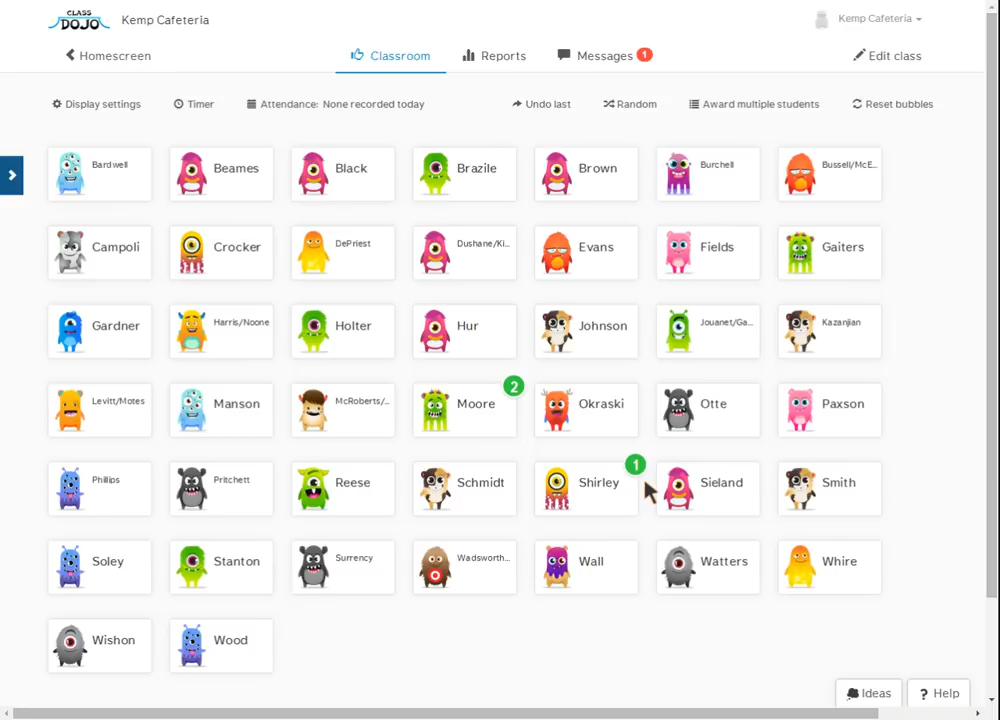 CLASS
DOJO
Kemp Cafeteria
Kemp Cafeteria
Homescreen
Classroom
Reports
Messages 1
Edit class
Display settings
Timer
Attendance: None recorded today
Undo last
Random
Award multiple students
Reset bubbles
Bardwell
Beames
Black
Brazile
Brown
Burchell
Bussell/McE...
Campoli
Crocker
DePriest
Dushane/Ki...
Evans
Fields
Gaiters
Gardner
Harris/Noone
Holter
Hur
Johnson
Jouanet/Ga...
Kazanjian
Levitt/Motes
Manson
McRoberts/...
Moore
2
Okraski
Otte
Paxson
Phillips
Pritchett
Reese
Schmidt
Shirley
1
Sieland
Smith
Soley
Stanton
Surrency
Wadsworth...
Wall
Watters
Whire
Wishon
Wood
Ideas
? Help